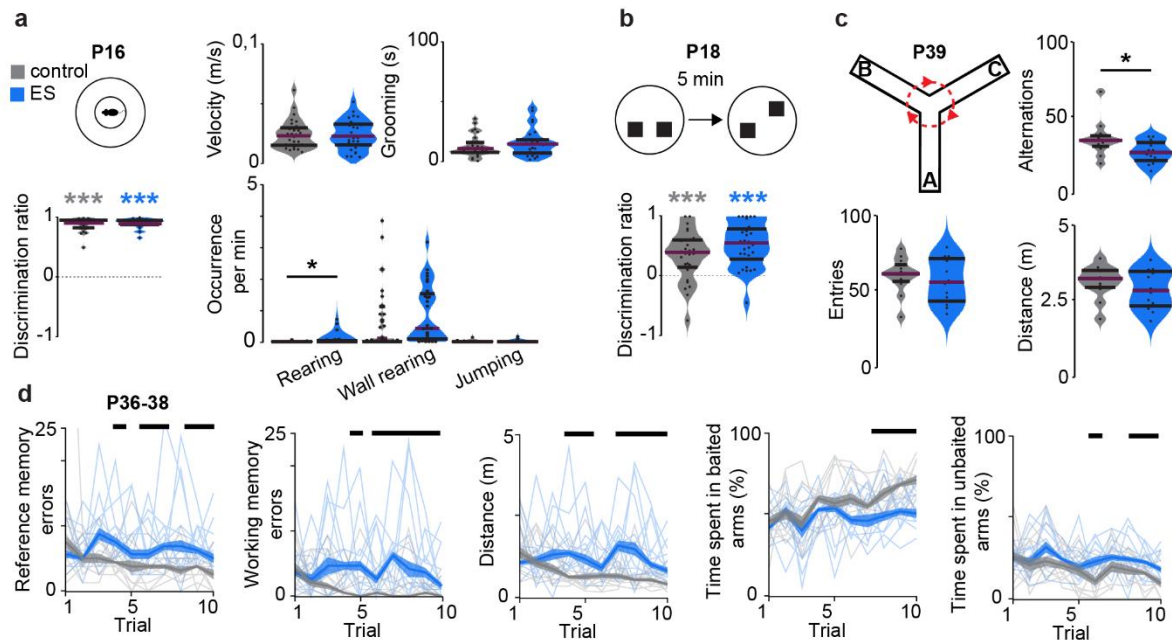 a
P16
control
ES
Discrimination ratio
1
0
-1
Velocity (m/s)
0,1
0
Grooming (s)
100
0
Occurrence
per min
5
0
*
Rearing
Wall rearing
Jumping
***
***
b
P18
5 min
Discrimination ratio
1
0
-1
***
***
c
P39
B
C
A
Alternations
100
50
0
*
Entries
100
50
0
Distance (m)
5
2.5
0
d
P36-38
Reference memory
errors
25
0
1
5
10
Trial
Working memory
errors
25
0
1
5
10
Trial
Distance (m)
5
0
1
5
10
Trial
Time spent in baited
arms (%)
100
0
1
5
10
Trial
Time spent in unbaited
arms (%)
100
0
1
5
10
Trial